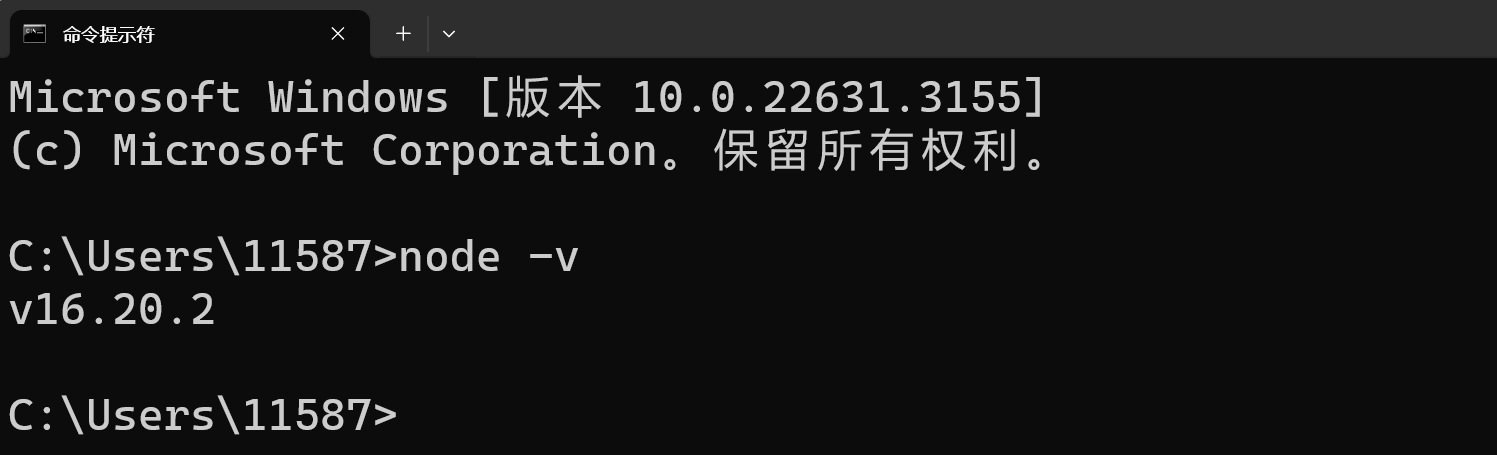 命令提示符
Microsoft Windows [版本 10.0.22631.3155]
(c) Microsoft Corporation。保留所有权利。
C:\Users\11587>node -v
v16.20.2
C:\Users\11587>